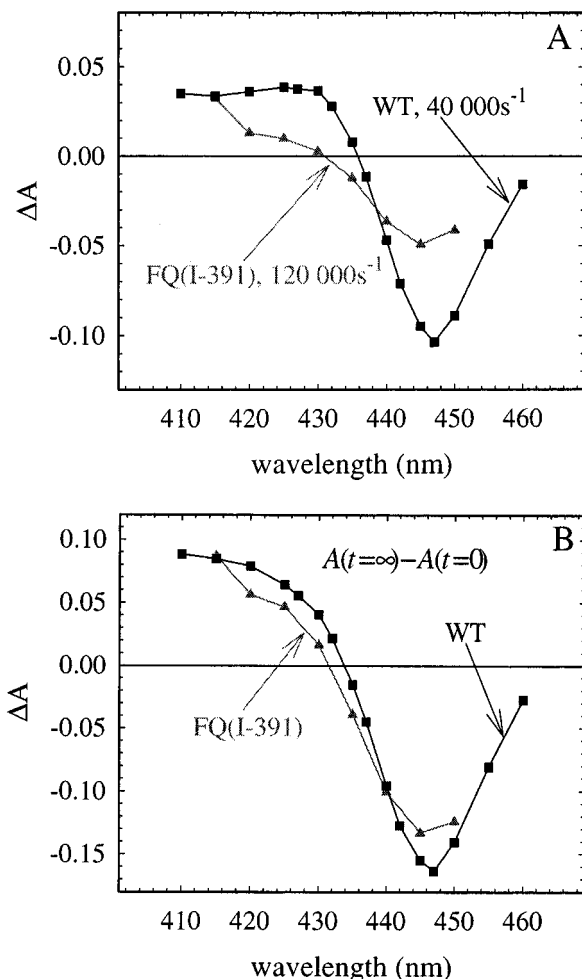 A
0.05
WT, 40 000s⁻¹
0.00
ΔA
-0.05
FQ(I-391), 120 000s⁻¹
-0.10
410 420 430 440 450 460
wavelength (nm)
B
0.10
A(t=∞)−A(t=0)
0.05
WT
0.00
ΔA
FQ(I-391)
-0.05
-0.10
-0.15
410 420 430 440 450 460
wavelength (nm)